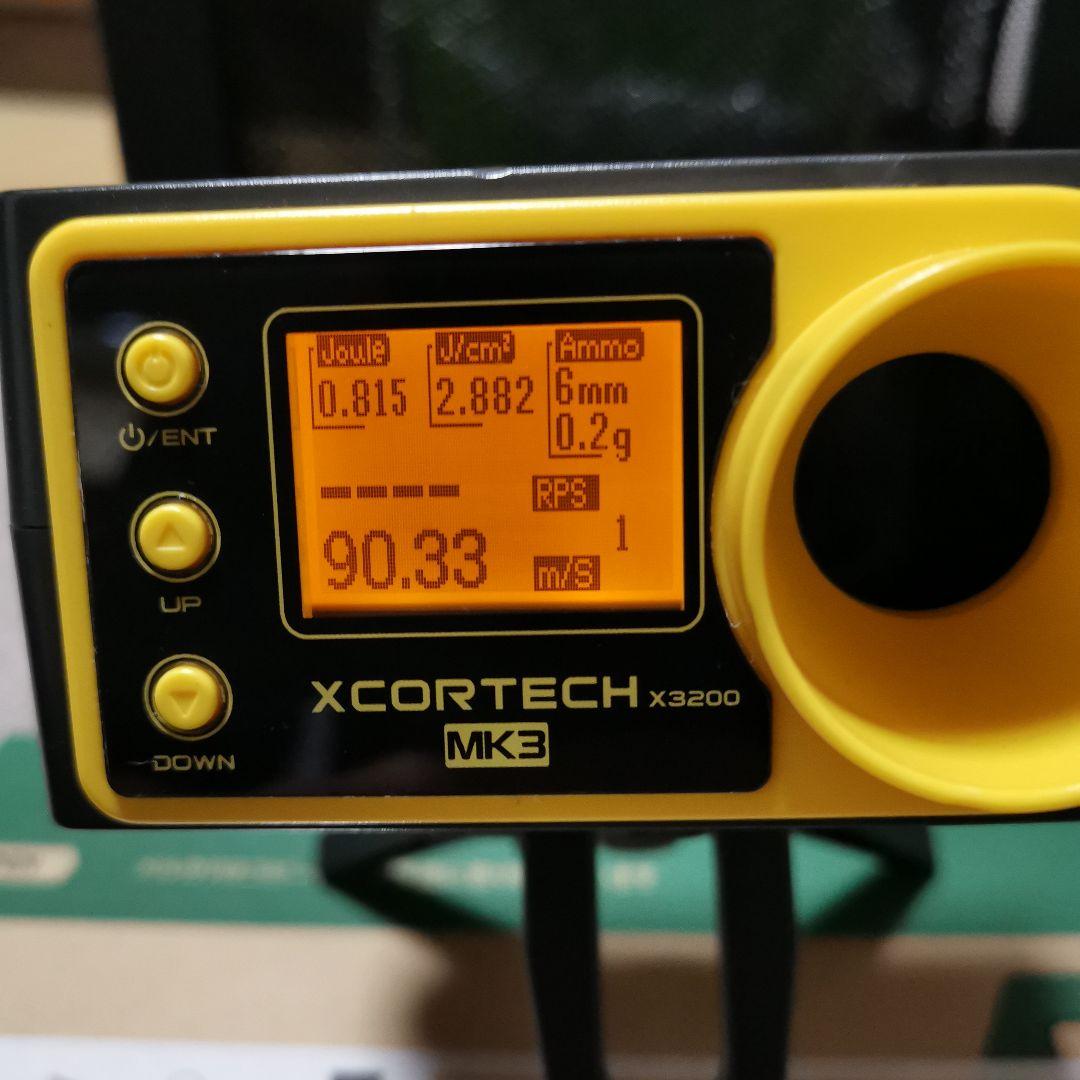 Joule J/cm² Ammo
0.815 2.882 6mm
0.2g
---- RPS
1
90.33 m/S
⏻/ENT
UP
DOWN
XCORTECH X3200
MK3